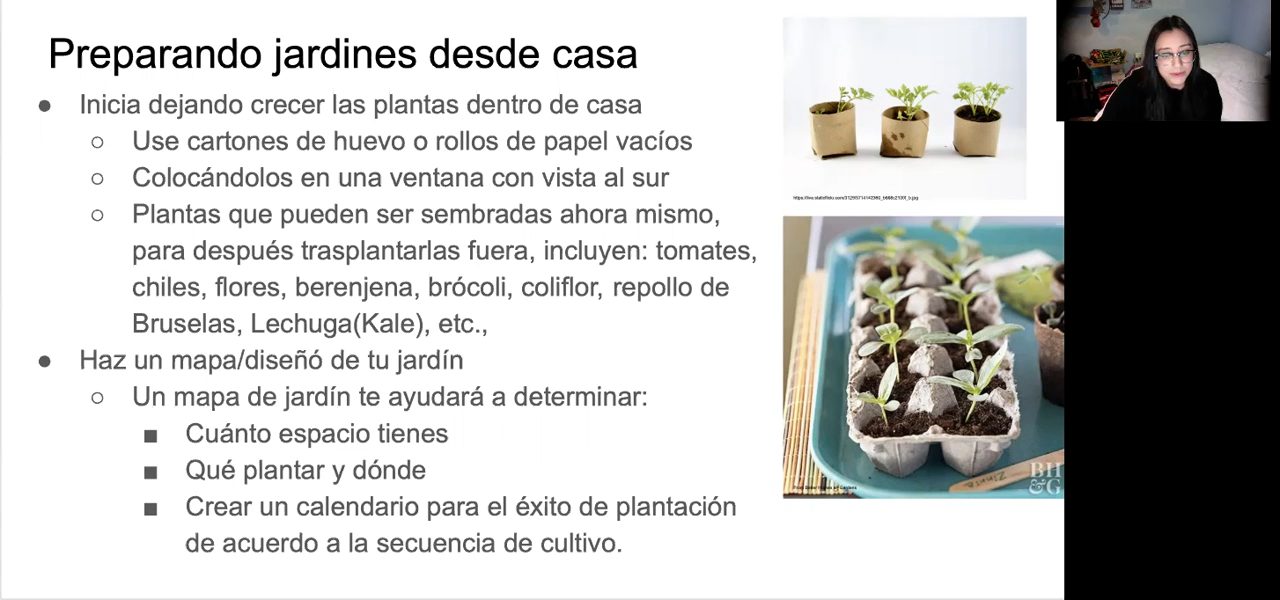 Preparando jardines desde casa
● Inicia dejando crecer las plantas dentro de casa
○ Use cartones de huevo o rollos de papel vacíos
○ Colocándolos en una ventana con vista al sur
○ Plantas que pueden ser sembradas ahora mismo,
para después trasplantarlas fuera, incluyen: tomates,
chiles, flores, berenjena, brócoli, coliflor, repollo de
Bruselas, Lechuga(Kale), etc.,
● Haz un mapa/diseñó de tu jardín
○ Un mapa de jardín te ayudará a determinar:
■ Cuánto espacio tienes
■ Qué plantar y dónde
■ Crear un calendario para el éxito de plantación
de acuerdo a la secuencia de cultivo.
BH
&G